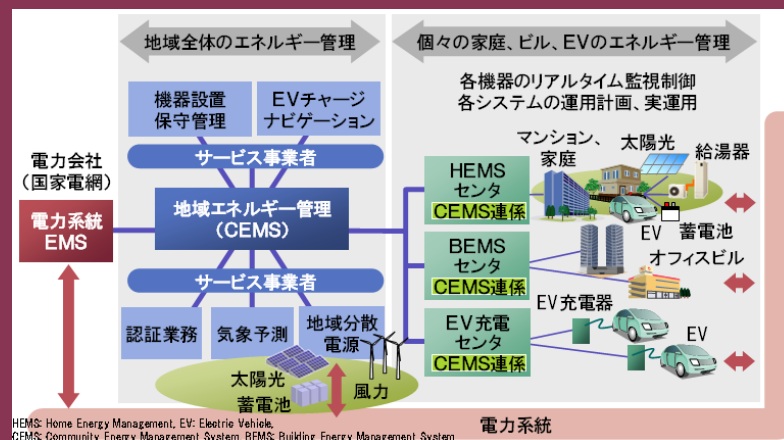 地域全体のエネルギー管理
個々の家庭、ビル、EVのエネルギー管理
機器設置
保守管理
EVチャージ
ナビゲーション
各機器のリアルタイム監視制御
各システムの運用計画、実運用
サービス事業者
電力会社
（国家電網）
電力系統
EMS
地域エネルギー管理
（CEMS）
サービス事業者
認証業務
気象予測
地域分散
電源
太陽光
蓄電池
風力
HEMS
センタ
CEMS連係
マンション、
家庭
太陽光
給湯器
EV
蓄電池
BEMS
センタ
CEMS連係
オフィスビル
EV充電
センタ
CEMS連係
EV充電器
EV
電力系統
HEMS: Home Energy Management, EV: Electric Vehicle,
CEMS: Community Energy Management System, BEMS: Building Energy Management System